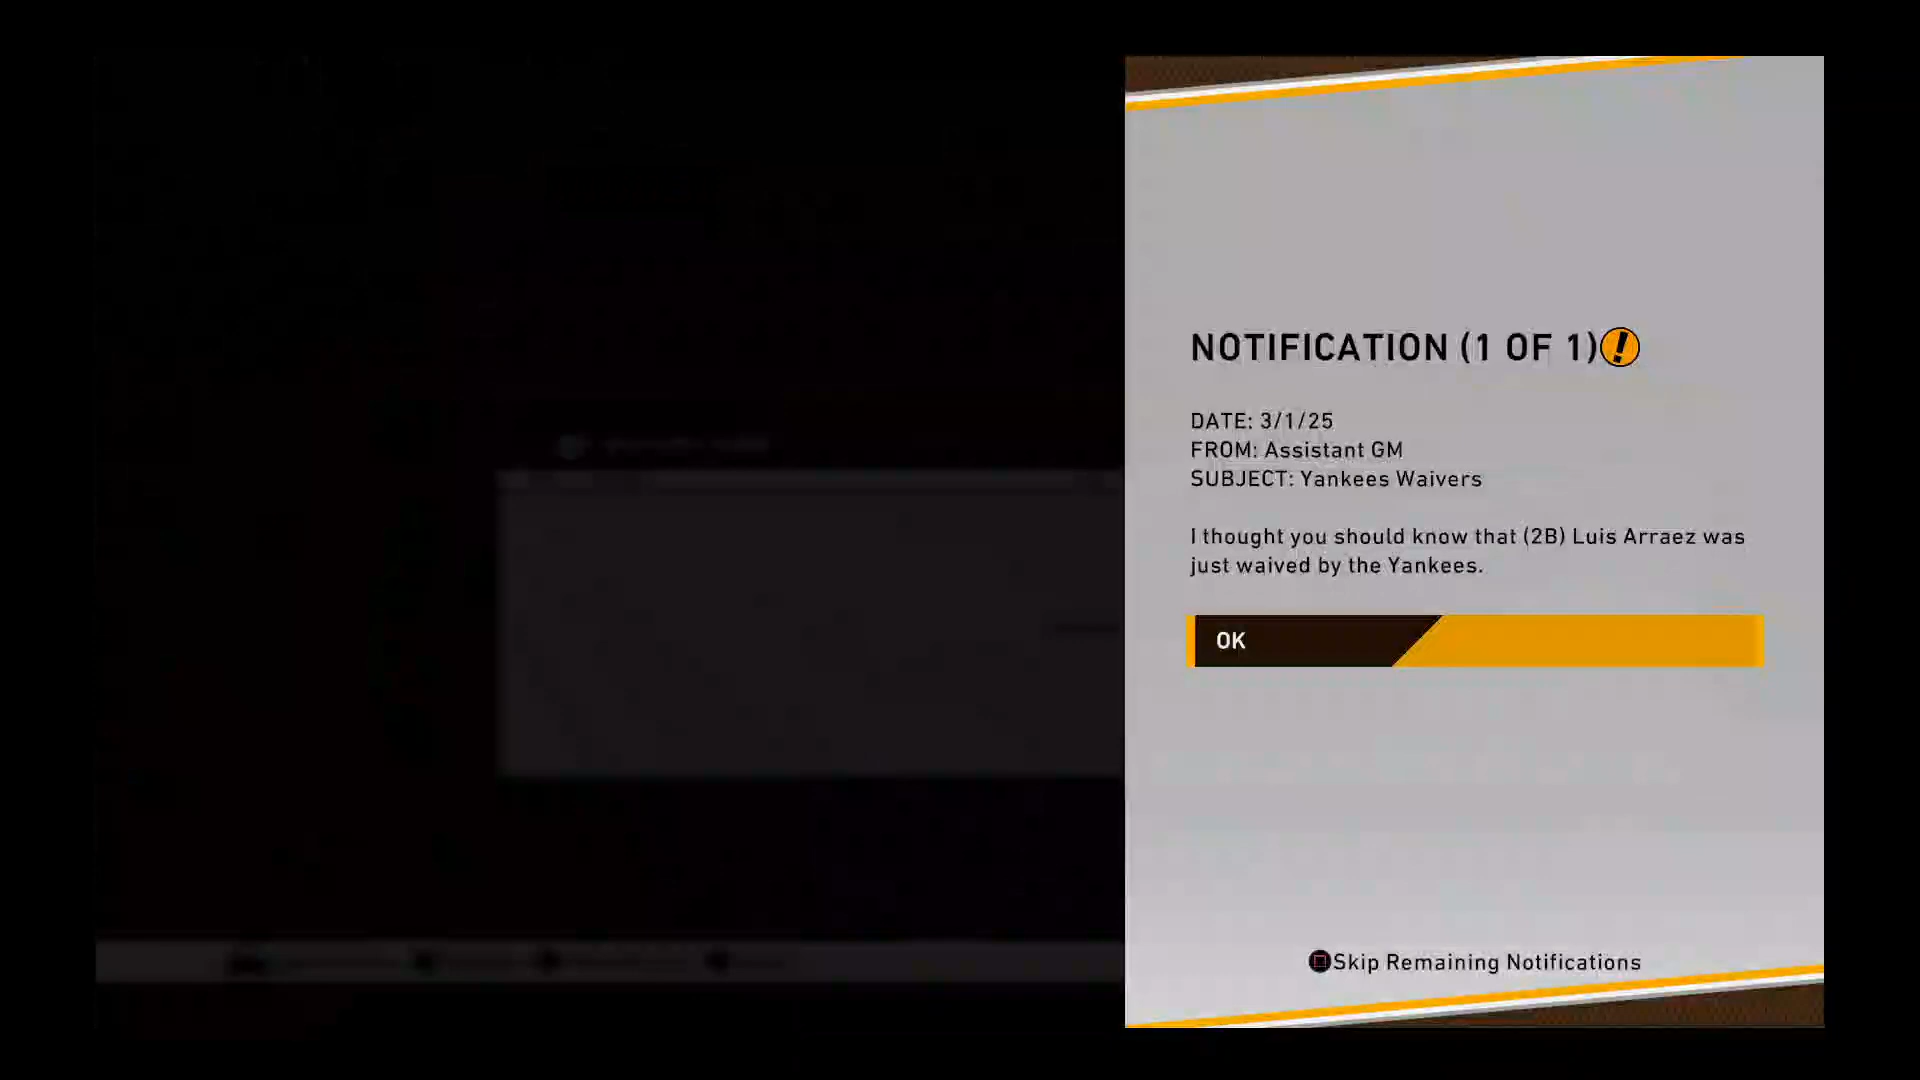 NOTIFICATION (1 OF 1)
DATE: 3/1/25
FROM: Assistant GM
SUBJECT: Yankees Waivers
I thought you should know that (2B) Luis Arraez was
just waived by the Yankees.
OK
Skip Remaining Notifications